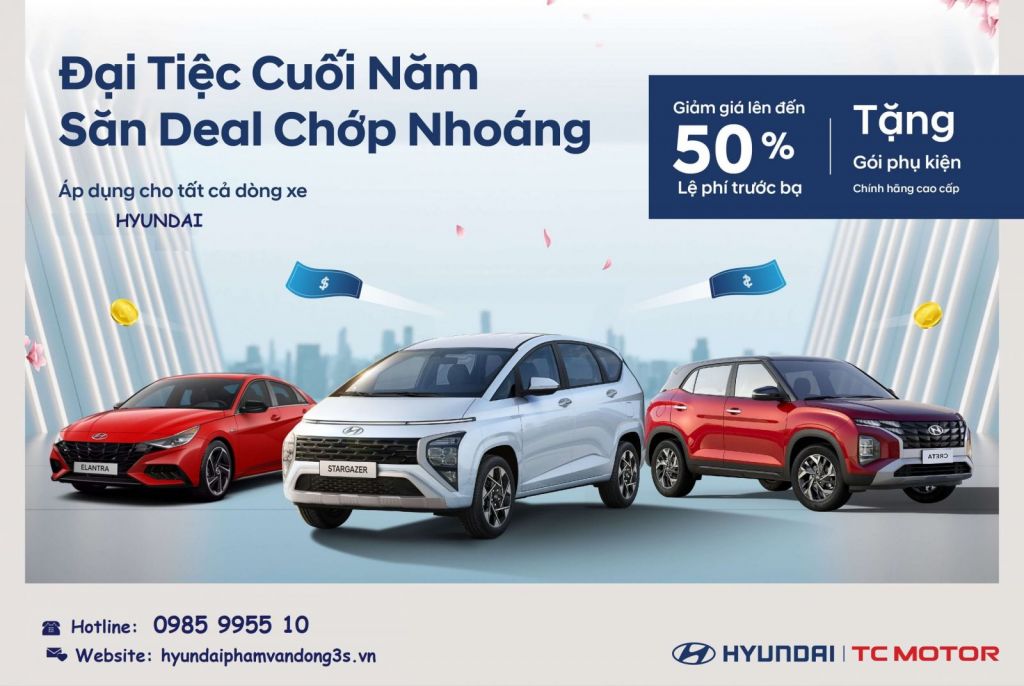 Đại Tiệc Cuối Năm
Săn Deal Chớp Nhoáng
Áp dụng cho tất cả dòng xe
HYUNDAI
Giảm giá lên đến
50%
Lệ phí trước bạ
Tặng
Gói phụ kiện
Chính hãng cao cấp
$
$
ELANTRA
STARGAZER
CRETA
Hotline: 0985 9955 10
Website: hyundaiphamvandong3s.vn
HYUNDAI | TC MOTOR